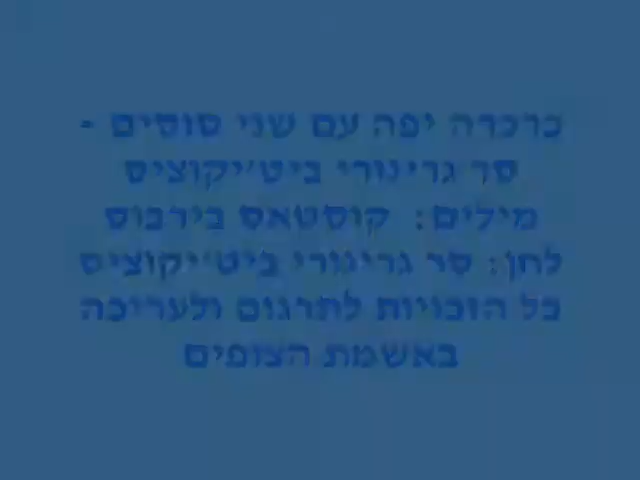 כרכרה יפה עם שני סוסים -
סר גריגורי ביט'יקוציס
מילים: קוסטאס בירבוס
לחן: סר גריגורי ביט'יקוציס
כל הזכויות לתרגום ולעריכה
באשמת הצופים